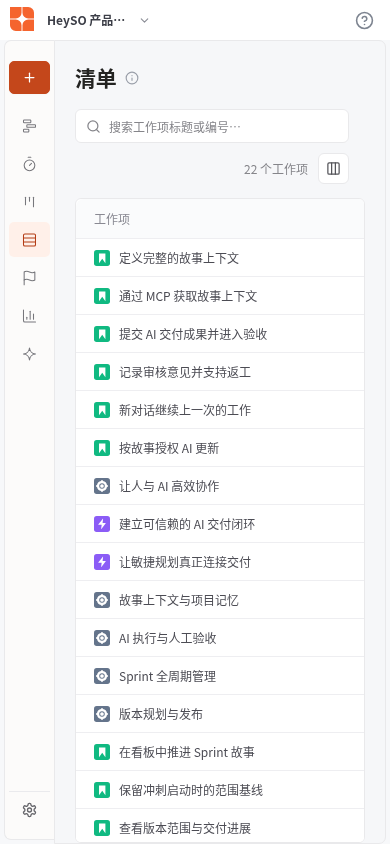 HeySO 产品…
清单
搜索工作项标题或编号…
22 个工作项
工作项
定义完整的故事上下文
通过 MCP 获取故事上下文
提交 AI 交付成果并进入验收
记录审核意见并支持返工
新对话继续上一次的工作
按故事授权 AI 更新
让人与 AI 高效协作
建立可信赖的 AI 交付闭环
让敏捷规划真正连接交付
故事上下文与项目记忆
AI 执行与人工验收
Sprint 全周期管理
版本规划与发布
在看板中推进 Sprint 故事
保留冲刺启动时的范围基线
查看版本范围与交付进展